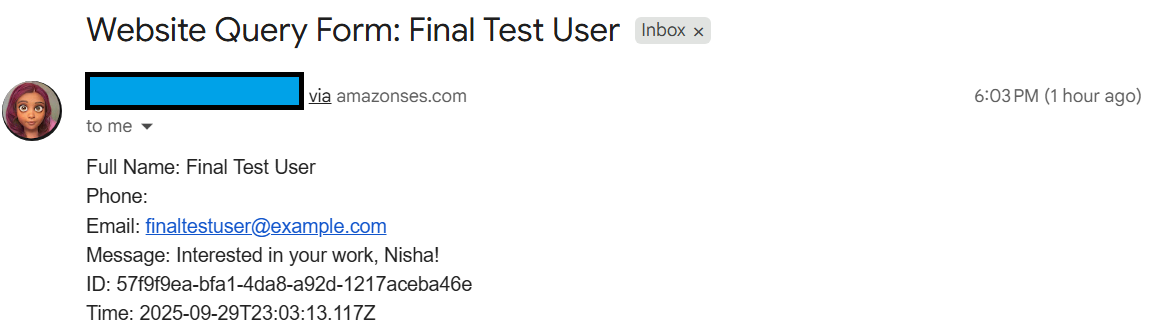 Website Query Form: Final Test User Inbox ×
via amazonses.com 6:03 PM (1 hour ago)
to me
Full Name: Final Test User
Phone:
Email: finaltestuser@example.com
Message: Interested in your work, Nisha!
ID: 57f9f9ea-bfa1-4da8-a92d-1217aceba46e
Time: 2025-09-29T23:03:13.117Z